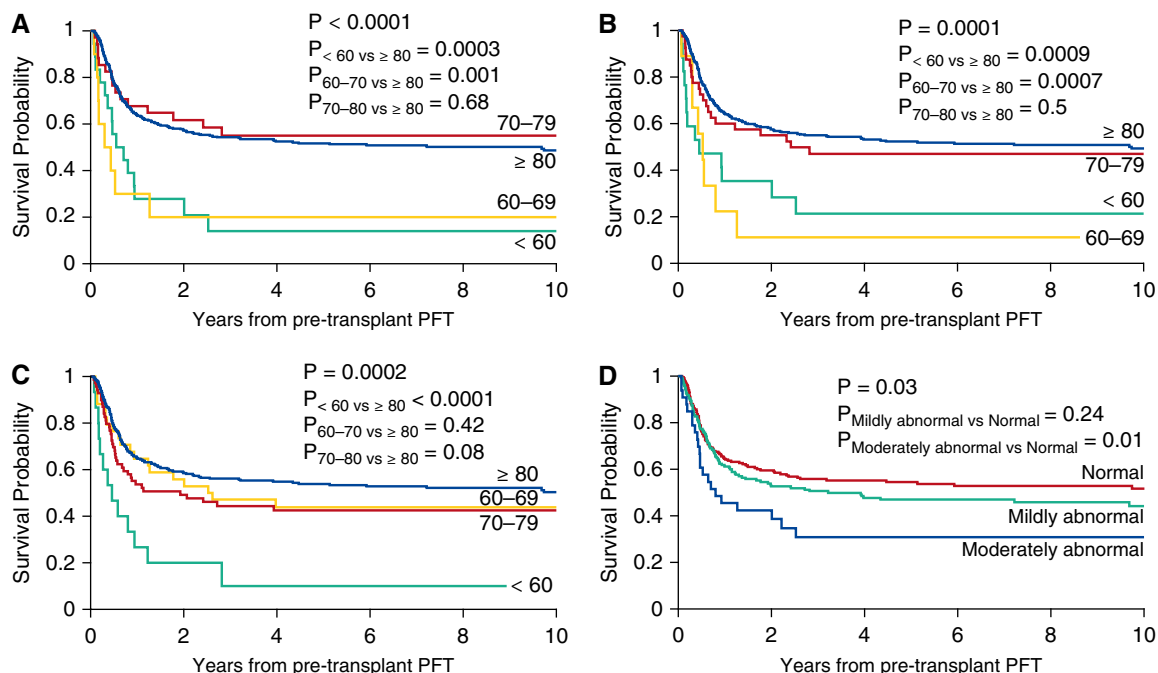 A
Survival Probability
1
0.8
0.6
0.4
0.2
0
P < 0.0001
P< 60 vs ≥ 80 = 0.0003
P60–70 vs ≥ 80 = 0.001
P70–80 vs ≥ 80 = 0.68
70–79
≥ 80
60–69
< 60
0 2 4 6 8 10
Years from pre-transplant PFT
B
Survival Probability
1
0.8
0.6
0.4
0.2
0
P = 0.0001
P< 60 vs ≥ 80 = 0.0009
P60–70 vs ≥ 80 = 0.0007
P70–80 vs ≥ 80 = 0.5
≥ 80
70–79
< 60
60–69
0 2 4 6 8 10
Years from pre-transplant PFT
C
Survival Probability
1
0.8
0.6
0.4
0.2
0
P = 0.0002
P< 60 vs ≥ 80 < 0.0001
P60–70 vs ≥ 80 = 0.42
P70–80 vs ≥ 80 = 0.08
≥ 80
60–69
70–79
< 60
0 2 4 6 8 10
Years from pre-transplant PFT
D
Survival Probability
1
0.8
0.6
0.4
0.2
0
P = 0.03
PMildly abnormal vs Normal = 0.24
PModerately abnormal vs Normal = 0.01
Normal
Mildly abnormal
Moderately abnormal
0 2 4 6 8 10
Years from pre-transplant PFT